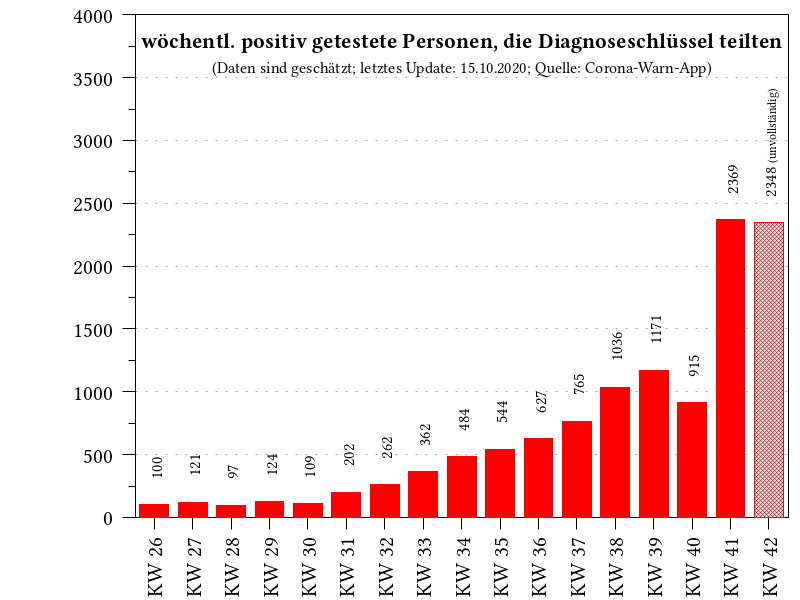 wöchentl. positiv getestete Personen, die Diagnoseschlüssel teilten
(Daten sind geschätzt; letztes Update: 15.10.2020; Quelle: Corona-Warn-App)
4000
3500
3000
2500
2000
1500
1000
500
0
100
121
97
124
109
202
262
362
484
544
627
765
1036
1171
915
2369
2348 (unvollständig)
KW 26
KW 27
KW 28
KW 29
KW 30
KW 31
KW 32
KW 33
KW 34
KW 35
KW 36
KW 37
KW 38
KW 39
KW 40
KW 41
KW 42